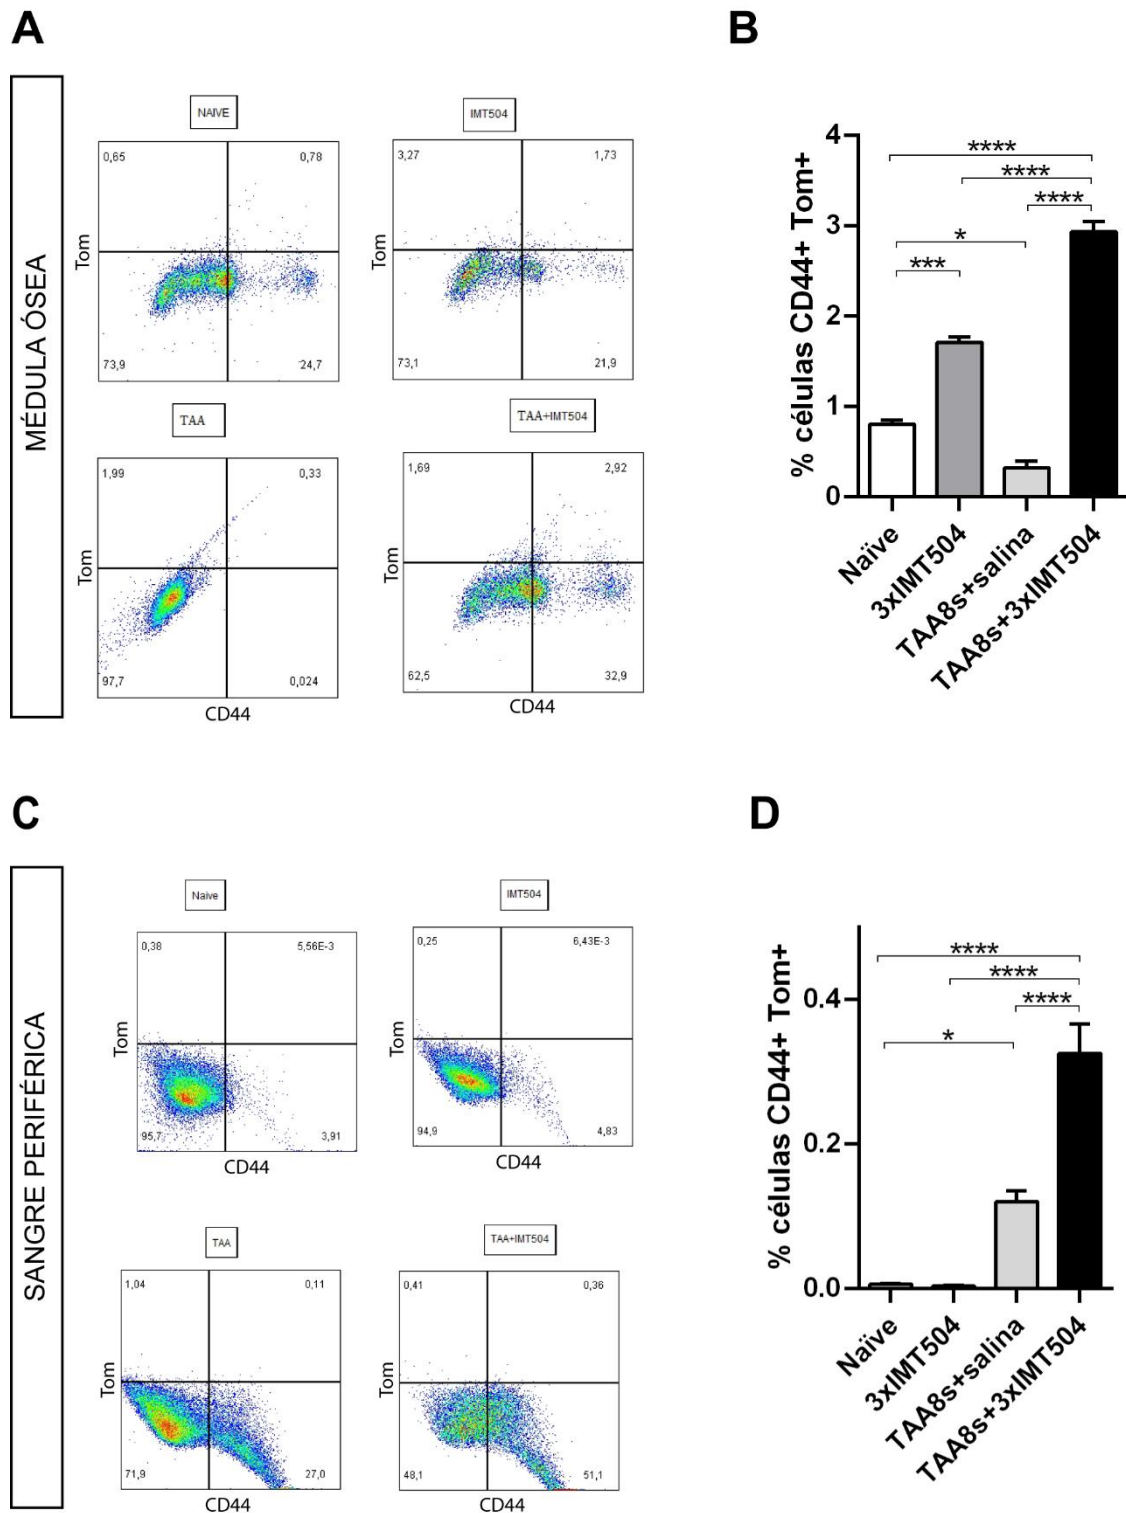 A
B
MÉDULA ÓSEA
NAIVE
IMT504
0,65
0,78
3,27
1,73
Tom
Tom
73,9
24,7
73,1
21,9
TAA
TAA+IMT504
1,99
0,33
1,69
2,92
Tom
Tom
97,7
0,024
62,5
32,9
CD44
CD44
% células CD44+ Tom+
4
3
2
1
0
****
****
****
*
***
Naïve
3xIMT504
TAA8s+salina
TAA8s+3xIMT504
C
D
SANGRE PERIFÉRICA
Naive
IMT504
0,38
5,56E-3
0,25
6,43E-3
Tom
Tom
95,7
3,91
94,9
4,83
CD44
CD44
TAA
TAA+IMT504
1,04
0,11
0,41
0,36
Tom
Tom
71,9
27,0
48,1
51,1
CD44
CD44
% células CD44+ Tom+
0.4
0.2
0.0
****
****
****
*
Naïve
3xIMT504
TAA8s+salina
TAA8s+3xIMT504